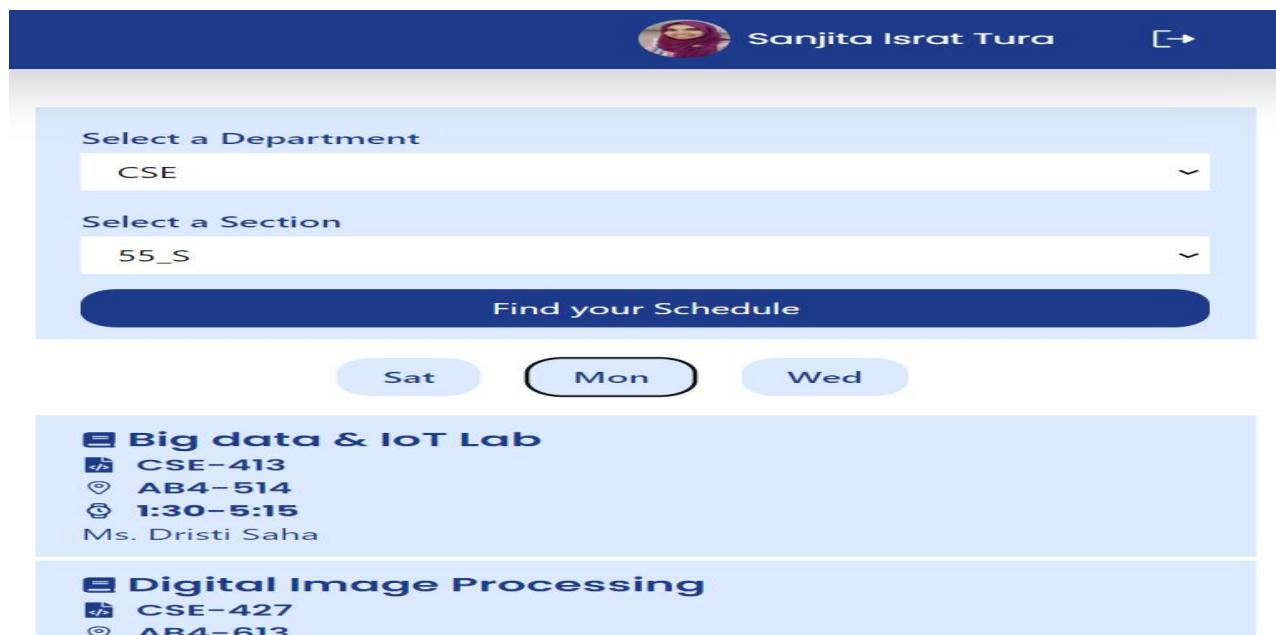 Sanjita Israt Tura
Select a Department
CSE
Select a Section
55_S
Find your Schedule
Sat Mon Wed
Big data & IoT Lab
CSE-413
AB4-514
1:30-5:15
Ms. Dristi Saha
Digital Image Processing
CSE-427
AB4-613